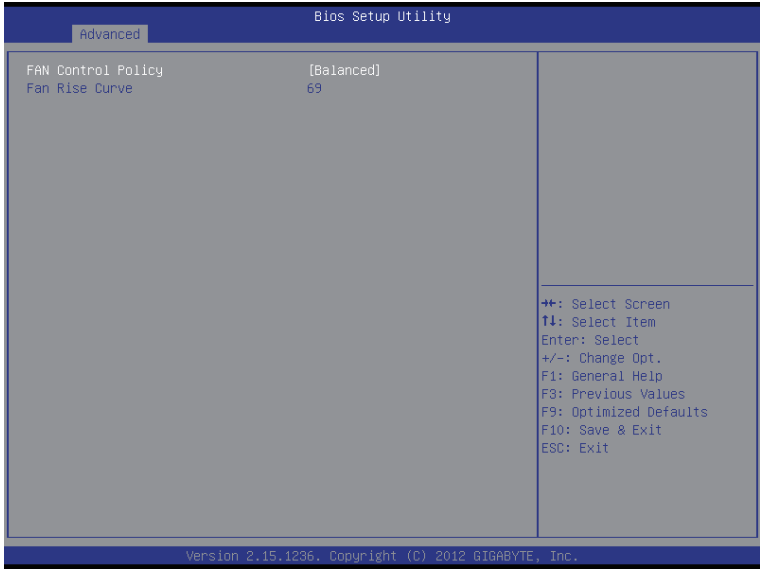 Bios Setup Utility
Advanced
FAN Control Policy [Balanced]
Fan Rise Curve 69
→←: Select Screen
↑↓: Select Item
Enter: Select
+/-: Change Opt.
F1: General Help
F3: Previous Values
F9: Optimized Defaults
F10: Save & Exit
ESC: Exit
Version 2.15.1236. Copyright (C) 2012 GIGABYTE, Inc.